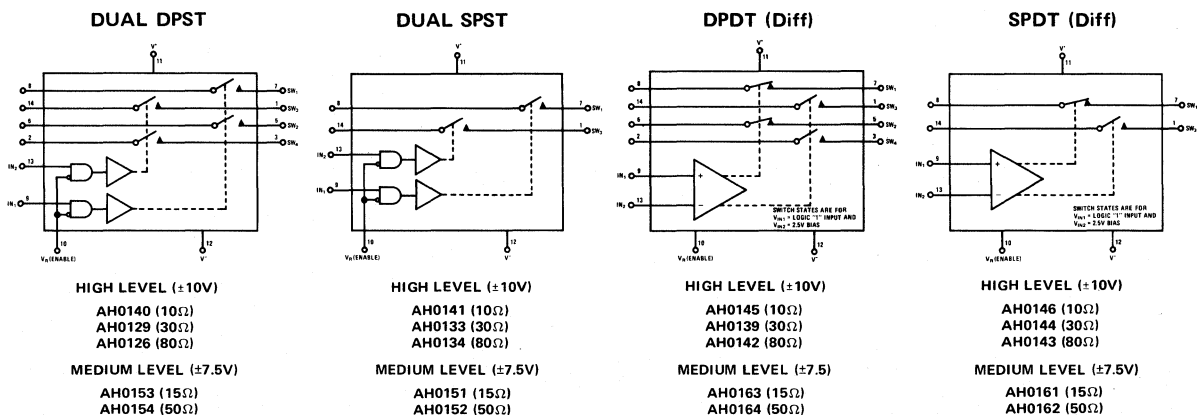 DUAL DPST
V⁺
11
8
7
SW₁
14
1
SW₃
6
5
SW₂
2
3
SW₄
IN₂
13
IN₁
10
VR (ENABLE)
12
V⁻
HIGH LEVEL (±10V)
AH0140 (10Ω)
AH0129 (30Ω)
AH0126 (80Ω)
MEDIUM LEVEL (±7.5V)
AH0153 (15Ω)
AH0154 (50Ω)
DUAL SPST
11
8
7
SW₁
14
1
IN₂
13
IN₁
10
VR (ENABLE)
12
V⁻
HIGH LEVEL (±10V)
AH0141 (10Ω)
AH0133 (30Ω)
AH0134 (80Ω)
MEDIUM LEVEL (±7.5V)
AH0151 (15Ω)
AH0152 (50Ω)
DPDT (Diff)
11
8
7
SW₁
14
1
SW₃
6
5
SW₂
2
3
SW₄
IN₁
9
+
IN₂
13
−
SWITCH STATES ARE FOR
VIN1 = LOGIC "1" INPUT AND
VIN2 = 2.5V BIAS
10
VR (ENABLE)
12
V⁻
HIGH LEVEL (±10V)
AH0145 (10Ω)
AH0139 (30Ω)
AH0142 (80Ω)
MEDIUM LEVEL (±7.5)
AH0163 (15Ω)
AH0164 (50Ω)
SPDT (Diff)
11
8
7
SW₁
14
1
IN₁
9
+
IN₂
13
−
SWITCH STATES ARE FOR
VIN1 = LOGIC "1" INPUT AND
VIN2 = 2.5V BIAS
10
VR (ENABLE)
12
V⁻
HIGH LEVEL (±10V)
AH0146 (10Ω)
AH0144 (30Ω)
AH0143 (80Ω)
MEDIUM LEVEL (±7.5V)
AH0161 (15Ω)
AH0162 (50Ω)